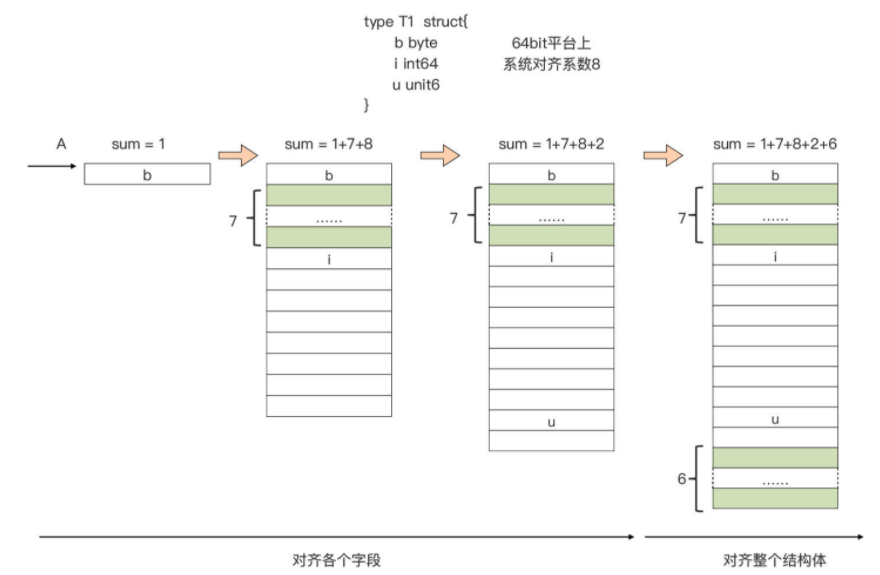 type T1 struct{
b byte
64bit平台上
i int64
系统对齐系数8
u unit6
}
A
sum = 1
sum = 1+7+8
sum = 1+7+8+2
sum = 1+7+8+2+6
b
b
b
b
7
......
7
......
7
......
i
i
i
u
u
6
......
对齐各个字段
对齐整个结构体